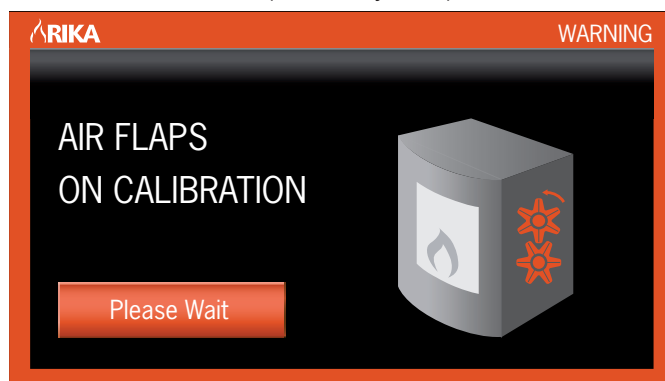 RIKA
WARNING
AIR FLAPS
ON CALIBRATION
Please Wait